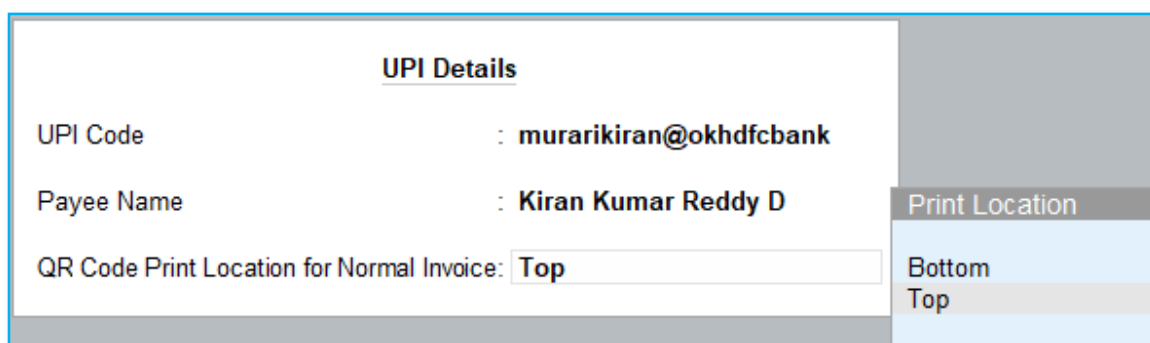 UPI Details
UPI Code : murarikiran@okhdfcbank
Payee Name : Kiran Kumar Reddy D
QR Code Print Location for Normal Invoice: Top
Print Location
Bottom
Top